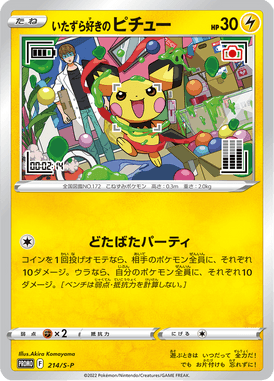 たね
いたずら好きのピチュー HP30
00:02:14
全国図鑑NO.172 こねずみポケモン 高さ:0.3m 重さ:2.0kg
どたばたパーティ
コインを1回投げオモテなら、相手のポケモン全員に、それぞれ
10ダメージ。ウラなら、自分のポケモン全員に、それぞれ10ダ
メージ。[ベンチは弱点・抵抗力を計算しない。]
弱点 ×2 抵抗力 にげる
Illus.Akira Komayama
PROMO F 214/S-P
遊ぶときは いつだって 全力だ!
でも お片付けも 忘れずにね。
©2022 Pokémon/Nintendo/Creatures/GAME FREAK.